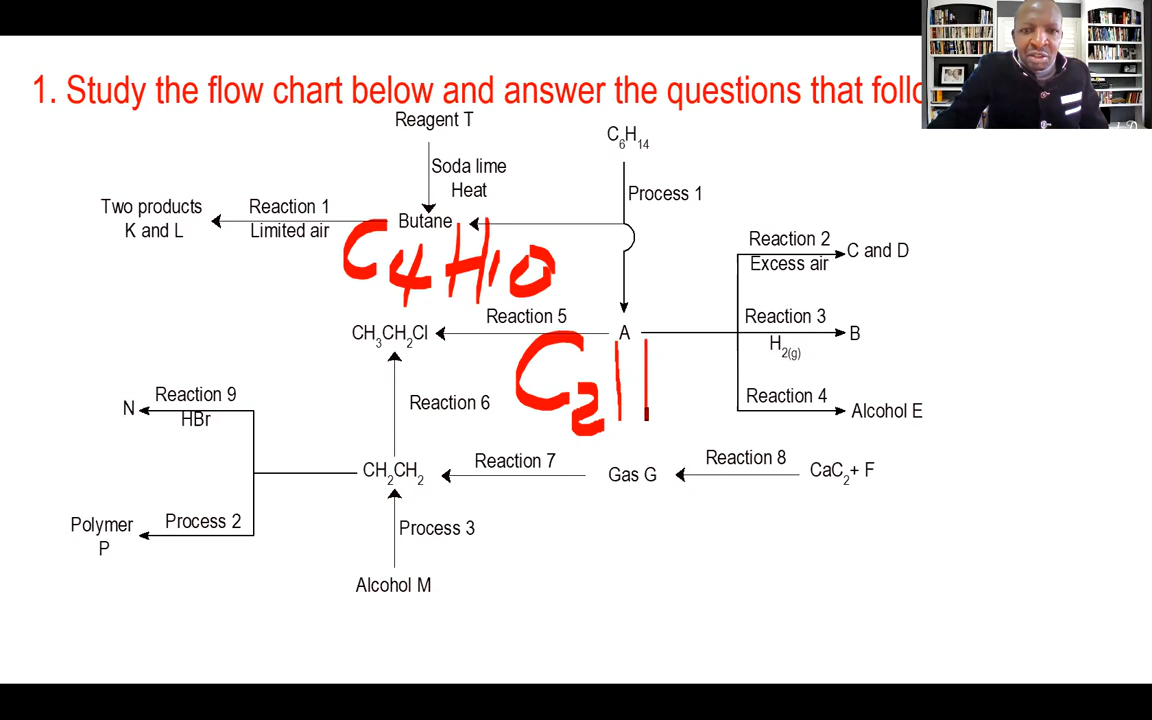 1. Study the flow chart below and answer the questions that follo
Reagent T
C6H14
Soda lime
Heat
Process 1
Two products
K and L
Reaction 1
Limited air
Butane
C4H10
Reaction 2
Excess air
C and D
CH3CH2Cl
Reaction 5
A
Reaction 3
H2(g)
B
C2
Reaction 4
Alcohol E
N
Reaction 9
HBr
Reaction 6
CH2CH2
Reaction 7
Gas G
Reaction 8
CaC2+ F
Polymer
P
Process 2
Process 3
Alcohol M